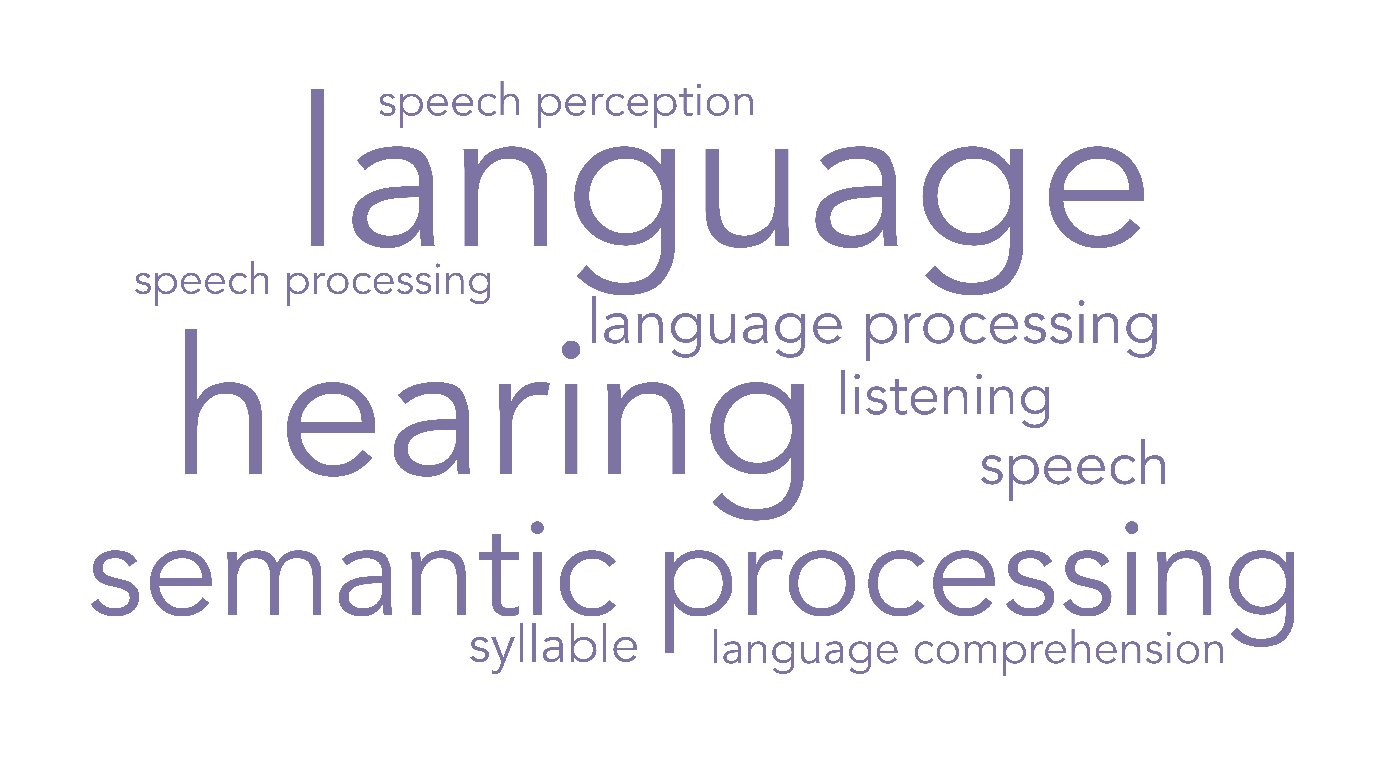 speech perception
language
speech processing
language processing
hearing
listening
speech
semantic processing
syllable
language comprehension